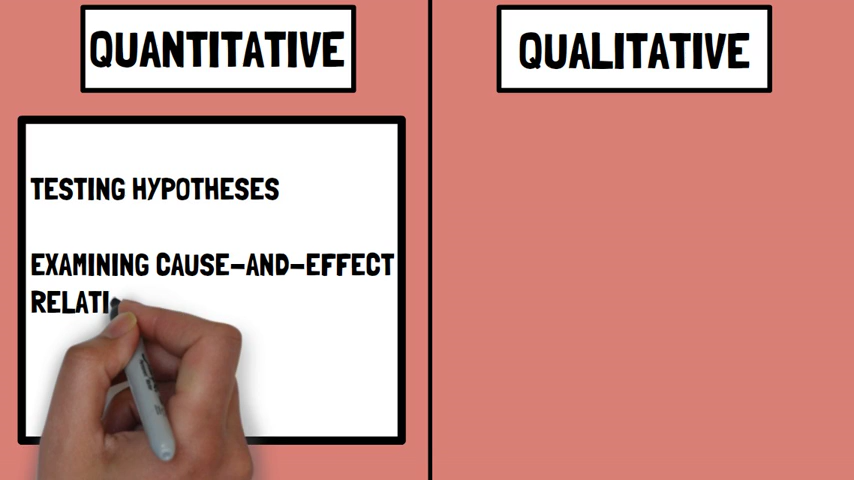 QUANTITATIVE
QUALITATIVE
TESTING HYPOTHESES
EXAMINING CAUSE-AND-EFFECT
RELATI